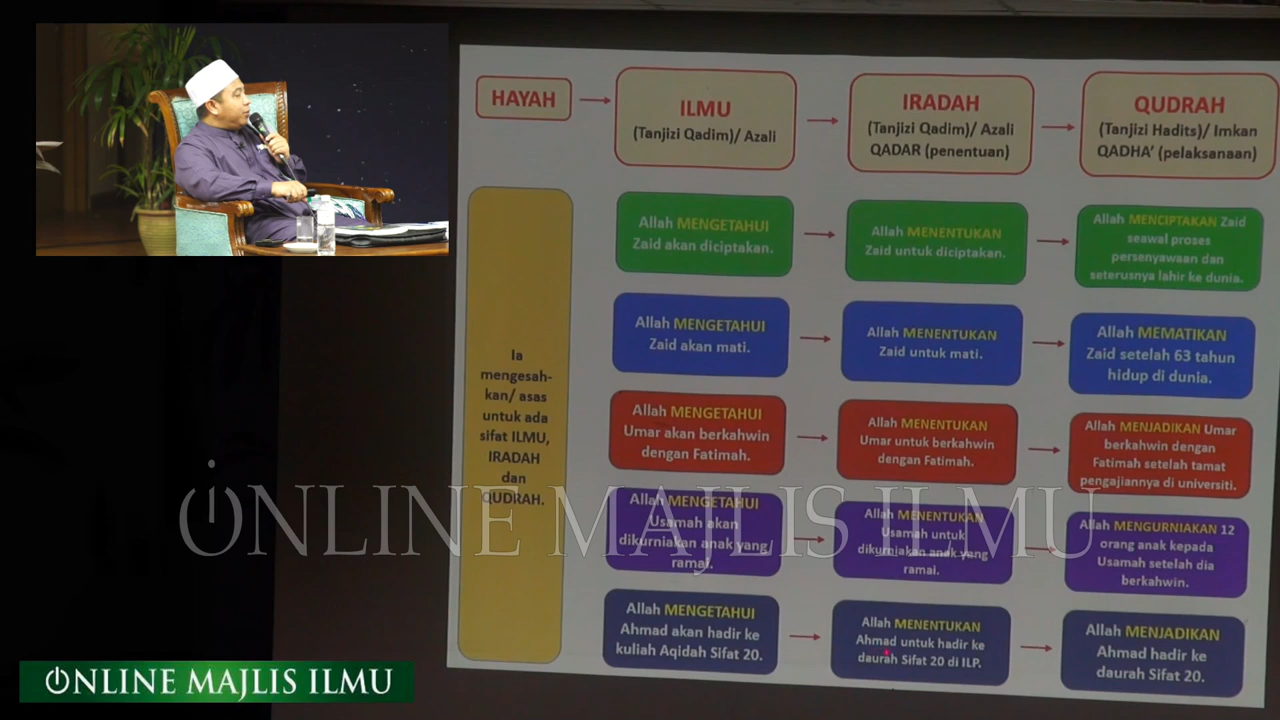 HAYAH
ILMU
(Tanjizi Qadim)/ Azali
IRADAH
(Tanjizi Qadim)/ Azali
QADAR (penentuan)
QUDRAH
(Tanjizi Hadits)/ Imkan
QADHA' (pelaksanaan)
Ia
mengesah-
kan/ asas
untuk ada
sifat ILMU,
IRADAH
dan
QUDRAH.
Allah MENGETAHUI
Zaid akan diciptakan.
Allah MENENTUKAN
Zaid untuk diciptakan.
Allah MENCIPTAKAN Zaid
seawal proses
persenyawaan dan
seterusnya lahir ke dunia.
Allah MENGETAHUI
Zaid akan mati.
Allah MENENTUKAN
Zaid untuk mati.
Allah MEMATIKAN
Zaid setelah 63 tahun
hidup di dunia.
Allah MENGETAHUI
Umar akan berkahwin
dengan Fatimah.
Allah MENENTUKAN
Umar untuk berkahwin
dengan Fatimah.
Allah MENJADIKAN Umar
berkahwin dengan
Fatimah setelah tamat
pengajiannya di universiti.
Allah MENGETAHUI
Usamah akan
dikurniakan anak yang
ramai.
Allah MENENTUKAN
Usamah untuk
dikurniakan anak yang
ramai.
Allah MENGURNIAKAN 12
orang anak kepada
Usamah setelah dia
berkahwin.
Allah MENGETAHUI
Ahmad akan hadir ke
kuliah Aqidah Sifat 20.
Allah MENENTUKAN
Ahmad untuk hadir ke
daurah Sifat 20 di ILP.
Allah MENJADIKAN
Ahmad hadir ke
daurah Sifat 20.
ONLINE MAJLIS ILMU
ONLINE MAJLIS ILMU